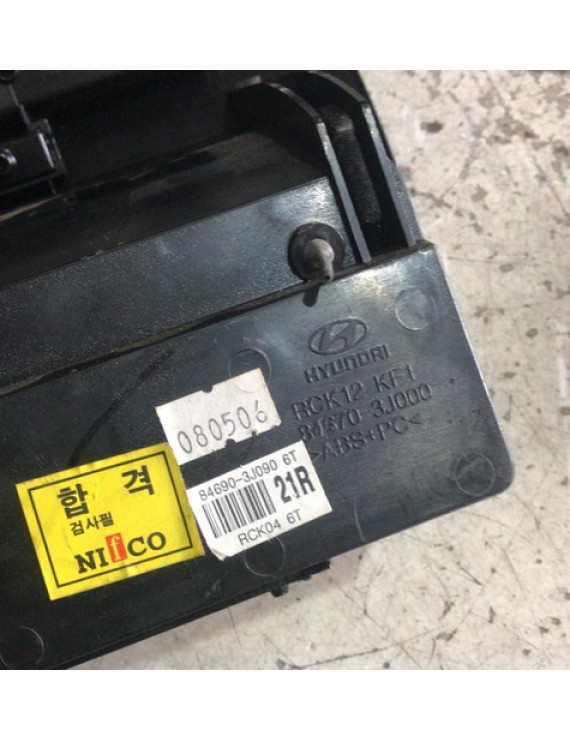 HYUNDAI
RCK12 KF1
84670-3J000
>ABS+PC<
080506
84690-3J090 6T
21R
RCK04 6T
합격
검사필
NIfCO